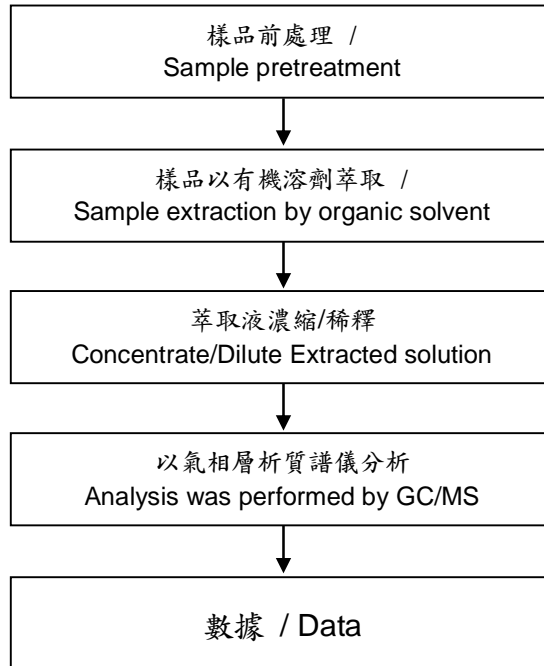 樣品前處理 /
Sample pretreatment
樣品以有機溶劑萃取 /
Sample extraction by organic solvent
萃取液濃縮/稀釋
Concentrate/Dilute Extracted solution
以氣相層析質譜儀分析
Analysis was performed by GC/MS
數據 / Data